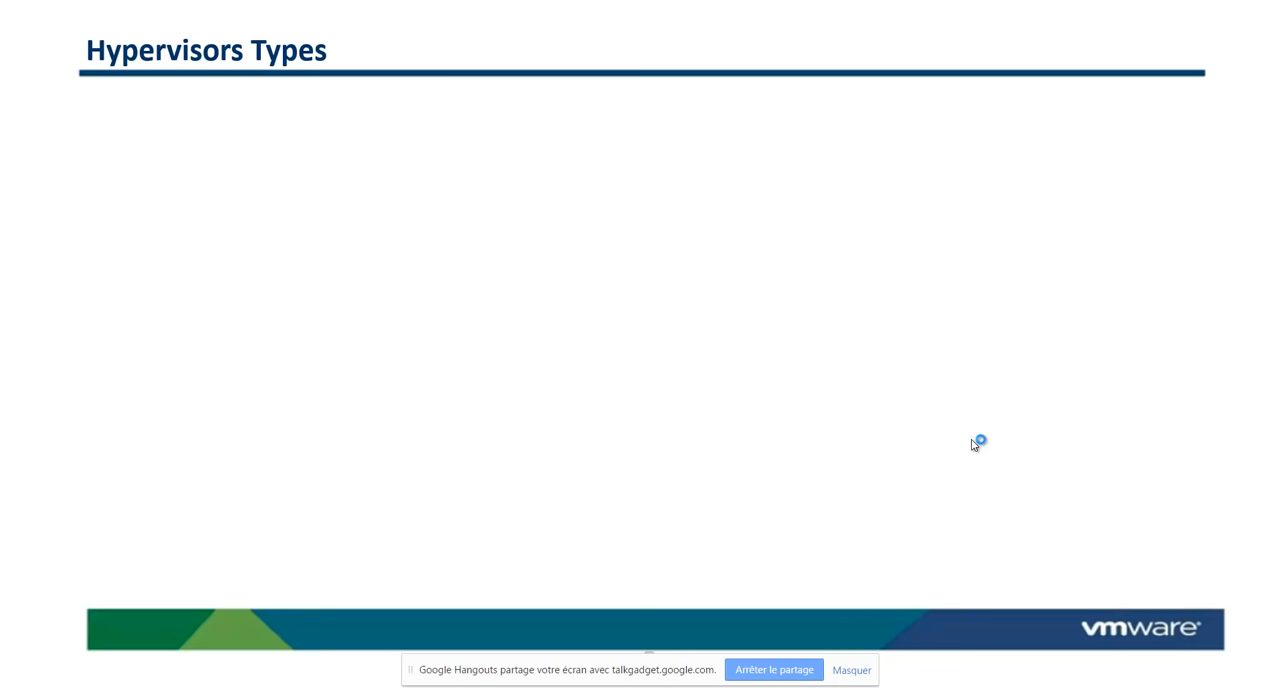 Hypervisors Types
vmware
Google Hangouts partage votre écran avec talkgadget.google.com. Arrêter le partage Masquer